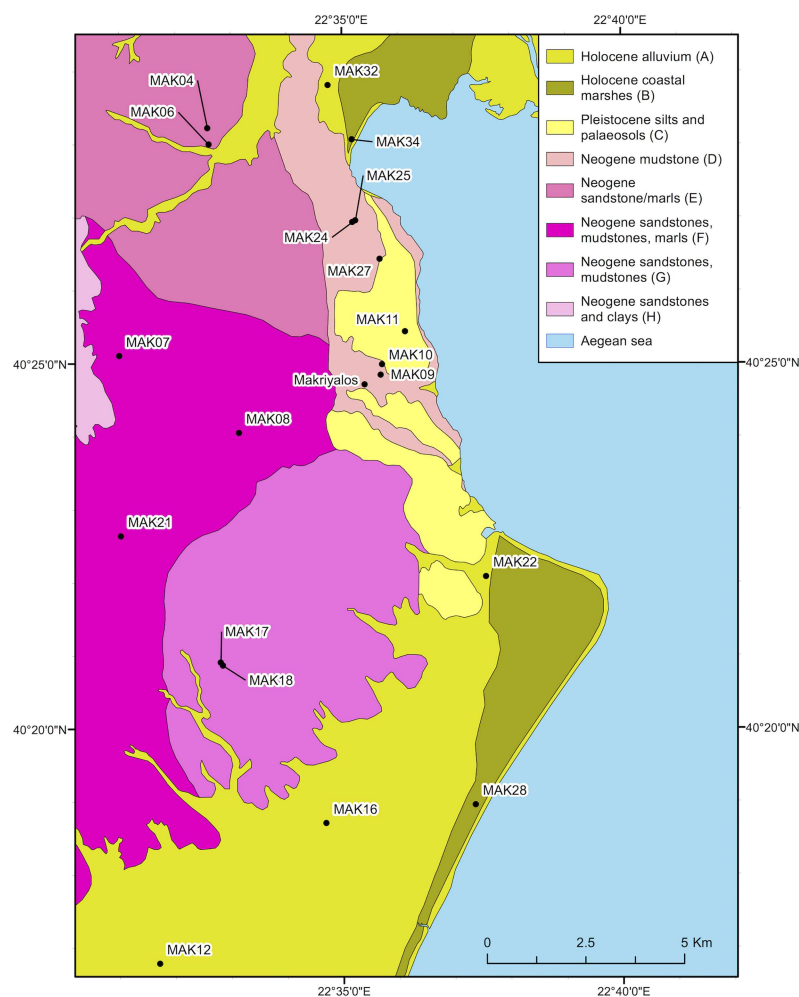 22°35'0"E
22°40'0"E
MAK04
MAK32
MAK06
MAK34
MAK25
MAK24
MAK27
MAK11
MAK07
MAK10
MAK09
Makriyalos
MAK08
MAK21
MAK22
MAK17
MAK18
MAK28
MAK16
MAK12
Holocene alluvium (A)
Holocene coastal
marshes (B)
Pleistocene silts and
palaeosols (C)
Neogene mudstone (D)
Neogene
sandstone/marls (E)
Neogene sandstones,
mudstones, marls (F)
Neogene sandstones,
mudstones (G)
Neogene sandstones
and clays (H)
Aegean sea
40°25'0"N
40°25'0"N
40°20'0"N
40°20'0"N
0 2.5 5 Km
22°35'0"E
22°40'0"E